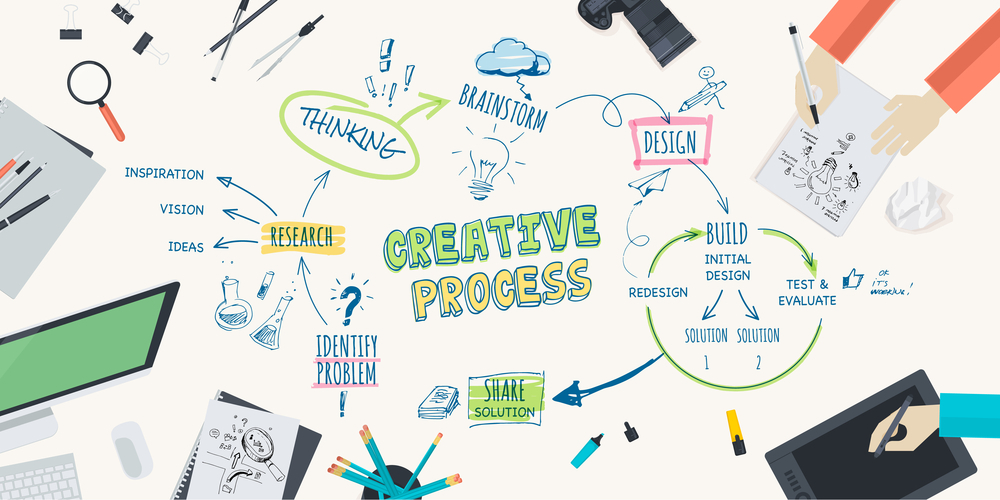 THINKING
BRAINSTORM
DESIGN
INSPIRATION
VISION
IDEAS
RESEARCH
CREATIVE
PROCESS
BUILD
INITIAL
DESIGN
REDESIGN
TEST &
EVALUATE
OK
IT'S
SOLUTION SOLUTION
1 2
IDENTIFY
PROBLEM
SHARE
SOLUTION